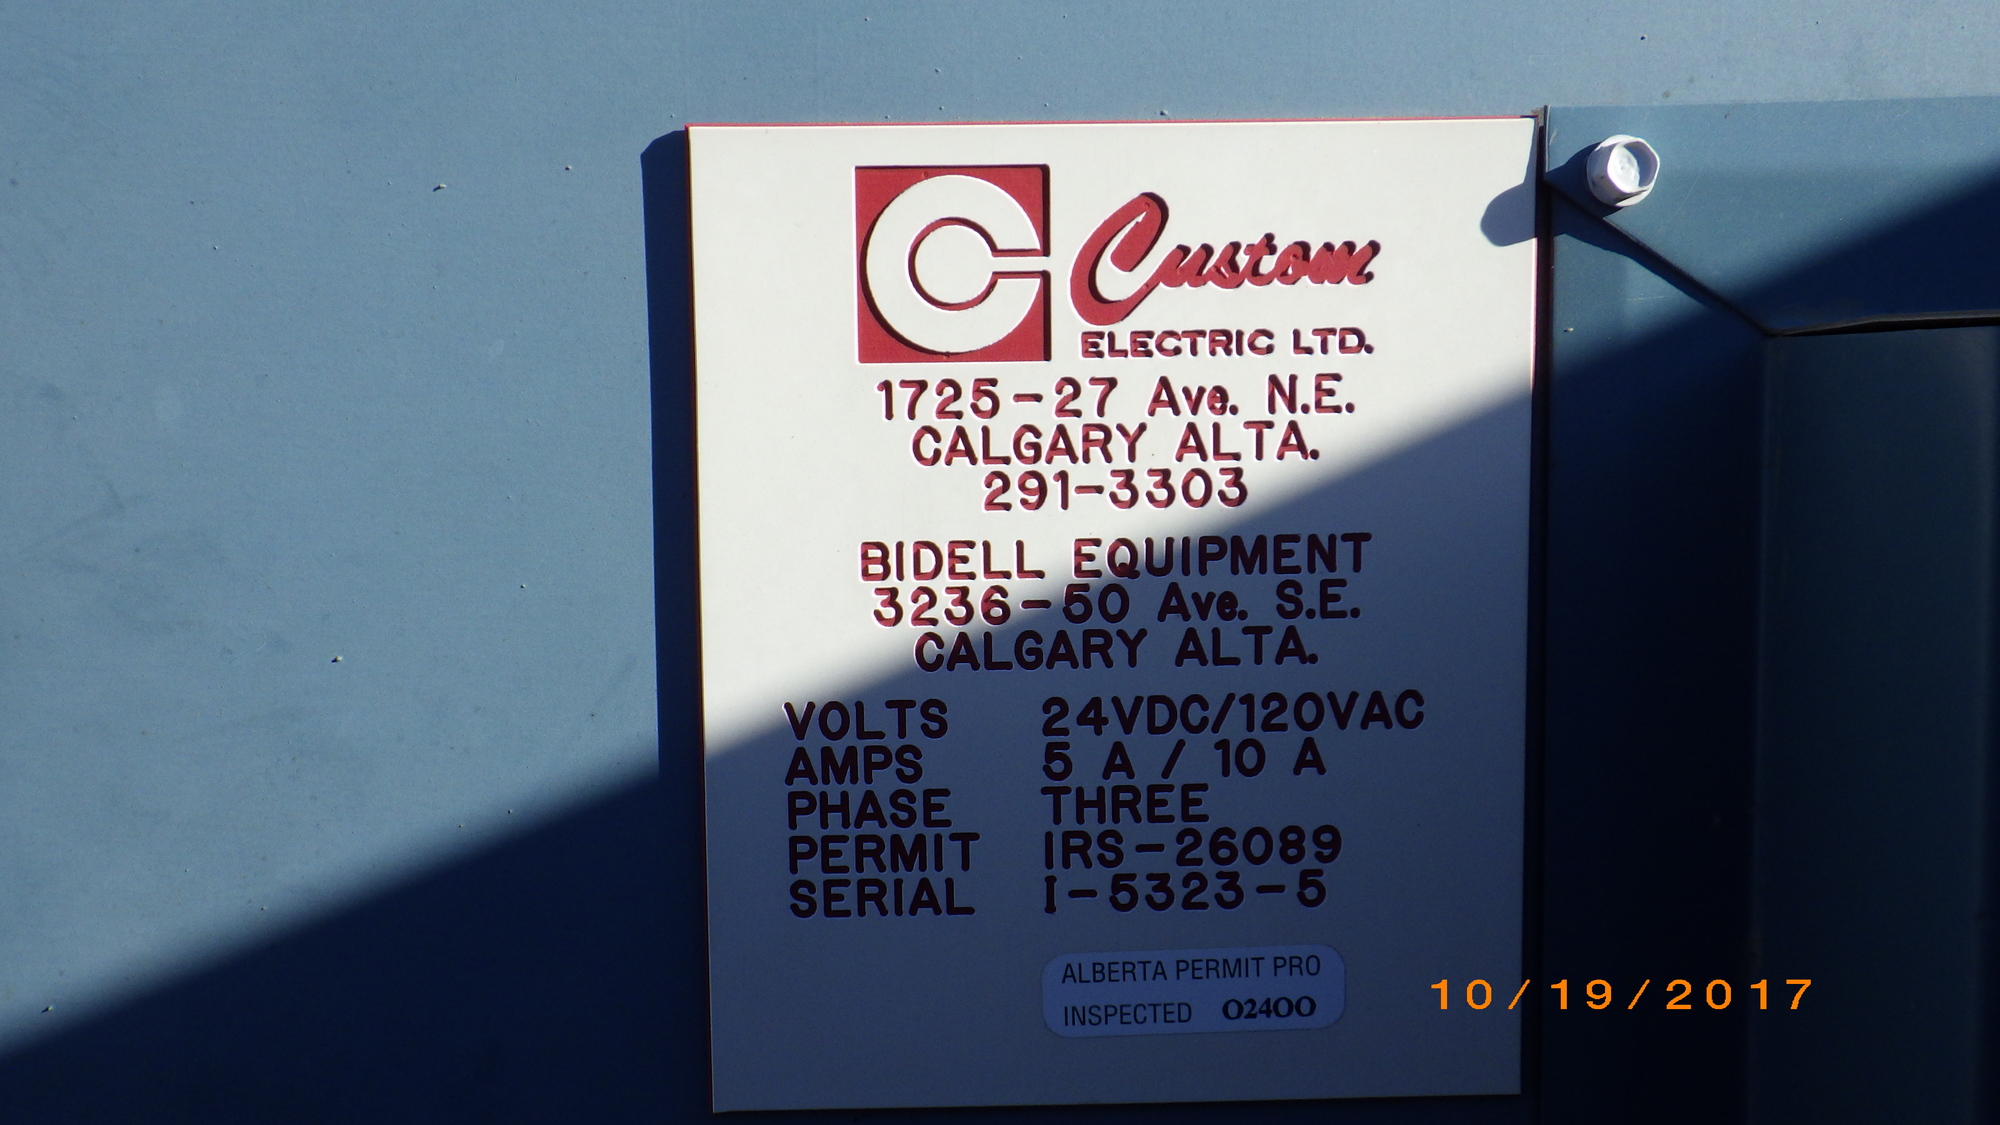 C Custom
ELECTRIC LTD.
1725-27 Ave. N.E.
CALGARY ALTA.
291-3303
BIDELL EQUIPMENT
3236-50 Ave. S.E.
CALGARY ALTA.
VOLTS 24VDC/120VAC
AMPS 5 A / 10 A
PHASE THREE
PERMIT IRS-26089
SERIAL I-5323-5
ALBERTA PERMIT PRO
INSPECTED 02400
10/19/2017